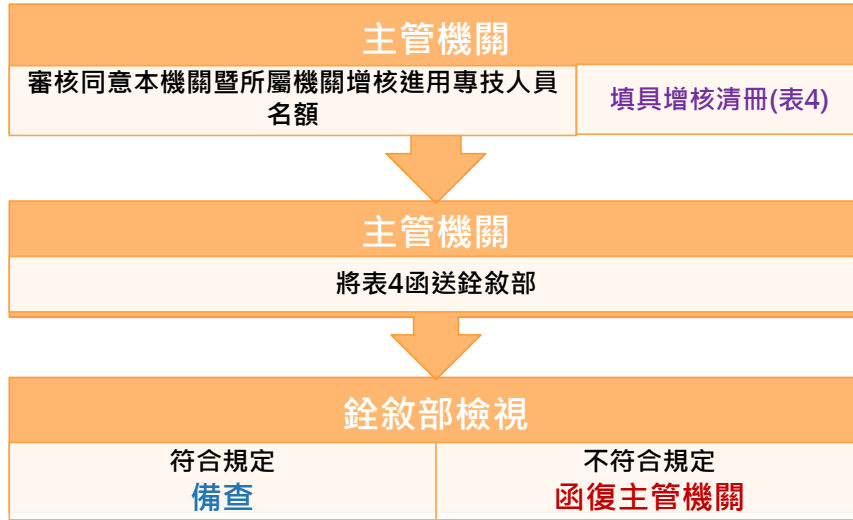 主管機關
審核同意本機關暨所屬機關增核進用專技人員
名額
填具增核清冊(表4)
主管機關
將表4函送銓敘部
銓敘部檢視
符合規定
備查
不符合規定
函復主管機關